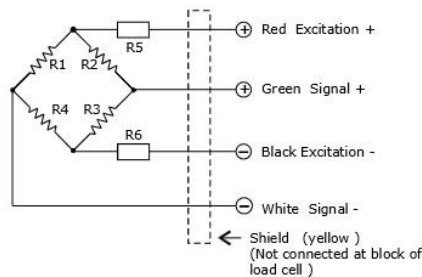 R5
Red Excitation +
R1
R2
Green Signal +
R4
R3
R6
Black Excitation -
White Signal -
Shield (yellow )
(Not connected at block of
load cell )